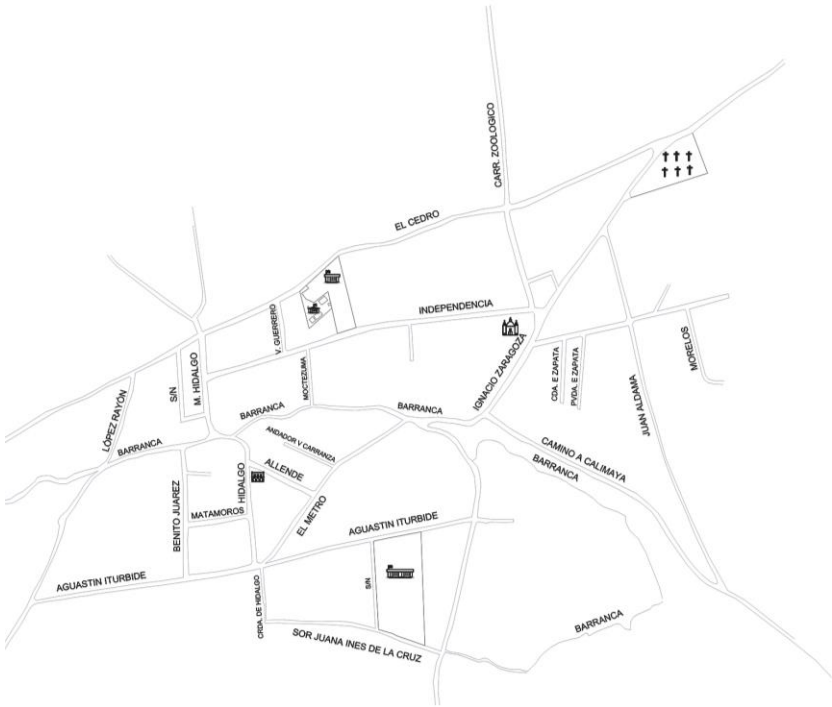 CARR. ZOOLOGICO
EL CEDRO
INDEPENDENCIA
V. GUERRERO
MOCTEZUMA
IGNACIO ZARAGOZA
CDA. E ZAPATA
PVDA. E ZAPATA
MORELOS
JUAN ALDAMA
S/N
M. HIDALGO
LÓPEZ RAYÓN
BARRANCA
BARRANCA
BARRANCA
ANDADOR V CARRANZA
ALLENDE
HIDALGO
CAMINO A CALIMAYA
BARRANCA
BENITO JUAREZ
MATAMOROS
EL METRO
AGUASTIN ITURBIDE
AGUASTIN ITURBIDE
S/N
CRDA. DE HIDALGO
SOR JUANA INES DE LA CRUZ
BARRANCA